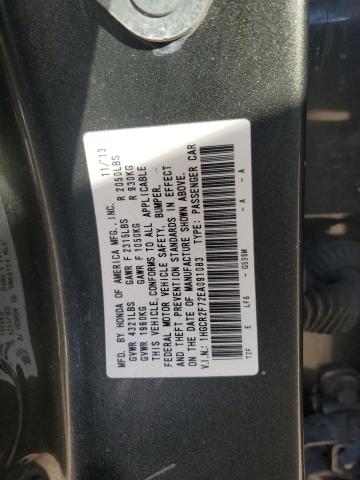 MFD. BY HONDA OF AMERICA MFG., INC. 11/13
GVWR 4321LBS GAWR F 2315LBS R 2050LBS
GVWR 1960KG GAWR F 1050KG R 930KG
THIS VEHICLE CONFORMS TO ALL APPLICABLE
FEDERAL MOTOR VEHICLE SAFETY, BUMPER, AND THEFT PREVENTION STANDARDS IN EFFECT
ON THE DATE OF MANUFACTURE SHOWN ABOVE.
V.I.N.: 1HGCR2F72EA091083 TYPE: PASSENGER CAR
E LF6 - G539M - A - A
T2F